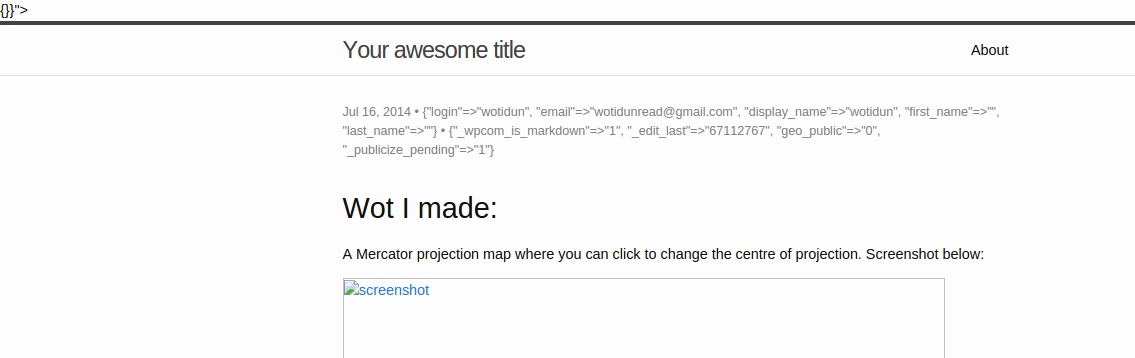 {}}">
Your awesome title
About
Jul 16, 2014 • {"login"=>"wotidun", "email"=>"wotidunread@gmail.com", "display_name"=>"wotidun", "first_name"=>"",
"last_name"=>""} • {"_wpcom_is_markdown"=>"1", "_edit_last"=>"67112767", "geo_public"=>"0",
"_publicize_pending"=>"1"}
Wot I made:
A Mercator projection map where you can click to change the centre of projection. Screenshot below:
screenshot